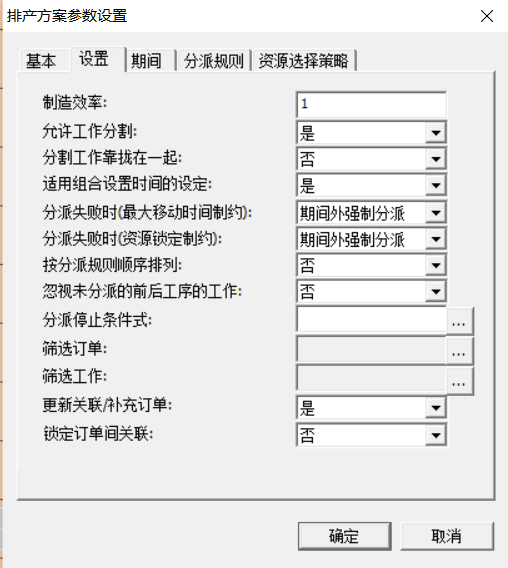 排产方案参数设置
基本 设置 期间 分派规则 资源选择策略
制造效率: 1
允许工作分割: 是
分割工作靠拢在一起: 否
适用组合设置时间的设定: 是
分派失败时(最大移动时间制约): 期间外强制分派
分派失败时(资源锁定制约): 期间外强制分派
按分派规则顺序排列: 否
忽视未分派的前后工序的工作: 否
分派停止条件式: ...
筛选订单: ...
筛选工作: ...
更新关联/补充订单: 是
锁定订单间关联: 否
确定 取消